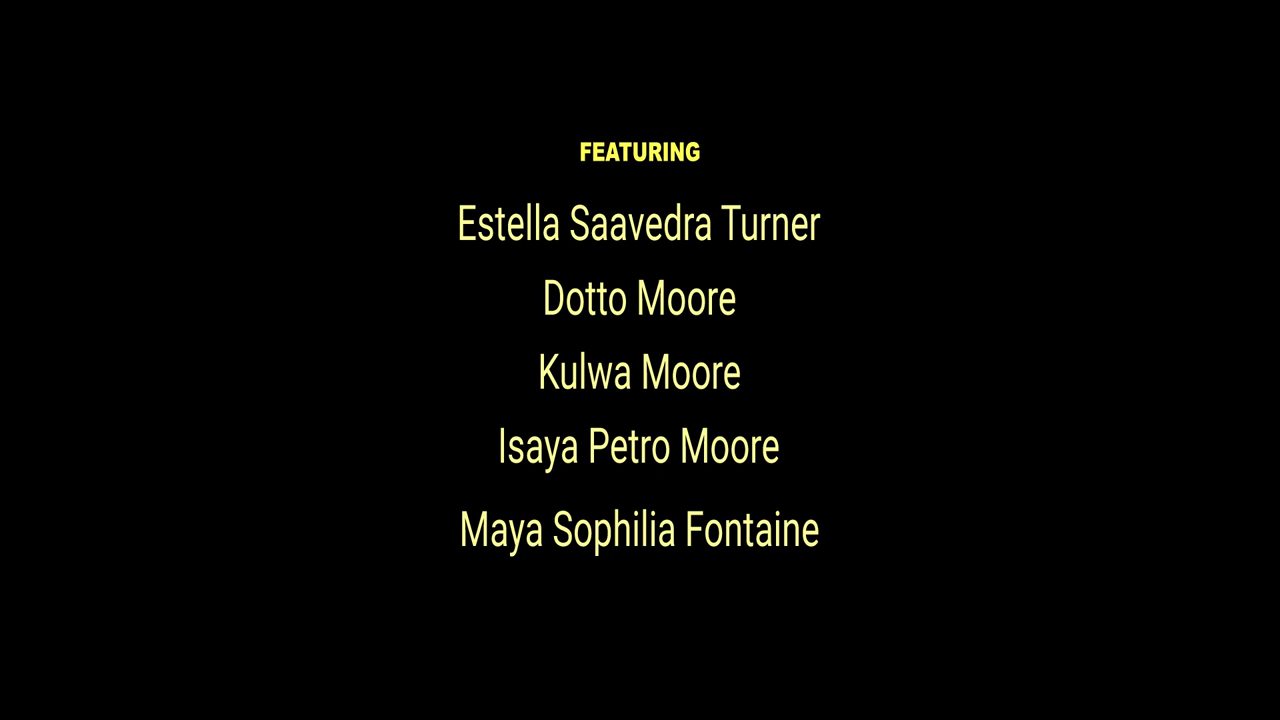 FEATURING
Estella Saavedra Turner
Dotto Moore
Kulwa Moore
Isaya Petro Moore
Maya Sophilia Fontaine